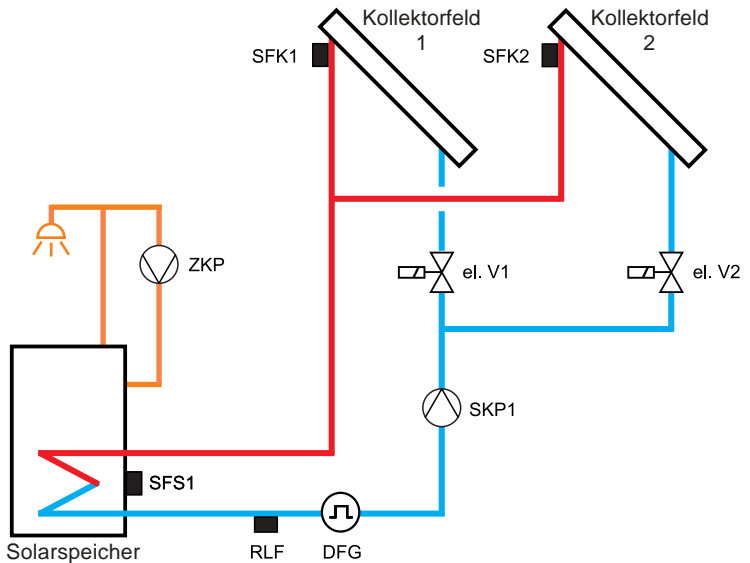 Kollektorfeld
1
Kollektorfeld
2
SFK1
SFK2
ZKP
el. V1
el. V2
SKP1
SFS1
Solarspeicher
RLF
DFG